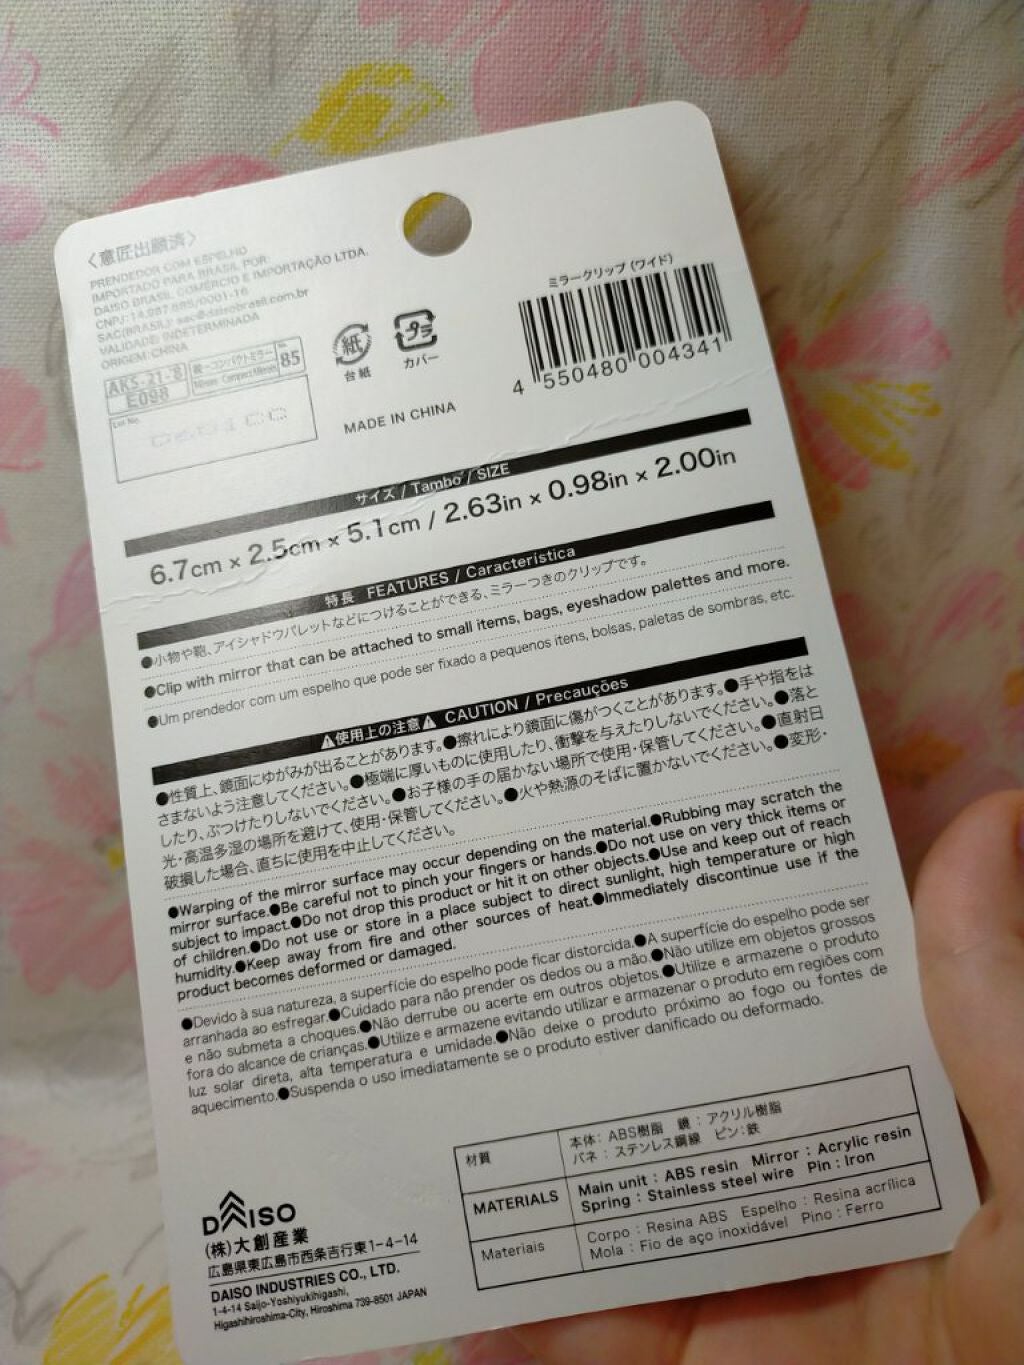 〈意匠出願済〉
PRENDEDOR COM ESPELHO
IMPORTADO PARA BRASIL POR:
DAISO BRASIL COMÉRCIO E IMPORTAÇÃO LTDA.
SAC(BRASIL): sac@daisobrasil.com.br
VALIDADE INDETERMINADA
ORIGEM: CHINA
E098
統一コンパクトミラー
No. 85
Lot No.
紙
台紙
プラ
カバー
MADE IN CHINA
ミラークリップ(ワイド)
4 550480 004341
サイズ / Tambo / SIZE
6.7cm × 2.5cm × 5.1cm / 2.63in × 0.98in × 2.00in
特長 FEATURES / Característica
●小物や鞄、アイシャドウパレットなどにつけることができる、ミラーつきのクリップです。
●Clip with mirror that can be attached to small items, bags, eyeshadow palettes and more.
●Um prendedor com um espelho que pode ser fixado a pequenos itens, bolsas, paletas de sombras, etc.
⚠使用上の注意⚠ CAUTION / Precauções
●性質上、鏡面にゆがみが出ることがあります。●擦れにより鏡面に傷がつくことがあります。●手や指をは
さまないよう注意してください。●極端に厚いものに使用したり、衝撃を与えたりしないでください。●落と
したり、ぶつけたりしないでください。●お子様の手の届かない場所で使用・保管してください。●直射日
光・高温多湿の場所を避けて、使用・保管してください。●火や熱源のそばに置かないでください。●変形・
破損した場合、直ちに使用を中止してください。
●Warping of the mirror surface may occur depending on the material.●Rubbing may scratch the
mirror surface.●Be careful not to pinch your fingers or hands.●Do not use on very thick items or
subject to impact.●Do not drop this product or hit it on other objects.●Use and keep out of reach
of children.●Do not use or store in a place subject to direct sunlight, high temperature or high
humidity.●Keep away from fire and other sources of heat.●Immediately discontinue use if the
product becomes deformed or damaged.
●Devido à sua natureza, a superfície do espelho pode ficar distorcida.●A superfície do espelho pode ser
arranhada ao esfregar.●Cuidado para não prender os dedos ou a mão.●Não utilize em objetos grossos
e não submeta a choques.●Não derrube ou acerte em outros objetos.●Utilize e armazene o produto
fora do alcance de crianças.●Utilize e armazene evitando utilizar e armazenar o produto em regiões com
luz solar direta, alta temperatura e umidade.●Não deixe o produto próximo ao fogo ou fontes de
aquecimento.●Suspenda o uso imediatamente se o produto estiver danificado ou deformado.
材質
本体: ABS樹脂 鏡:アクリル樹脂
バネ:ステンレス鋼線 ピン:鉄
MATERIALS
Main unit : ABS resin Mirror : Acrylic resin
Spring : Stainless steel wire Pin : Iron
Materiais
Corpo : Resina ABS Espelho : Resina acrílica
Mola : Fio de aço inoxidável Pino : Ferro
DAISO
(株)大創産業
広島県東広島市西条吉行東1-4-14
DAISO INDUSTRIES CO., LTD.
1-4-14 Saijo-Yoshiyukihigashi,
Higashihiroshima-City, Hiroshima 739-8501 JAPAN